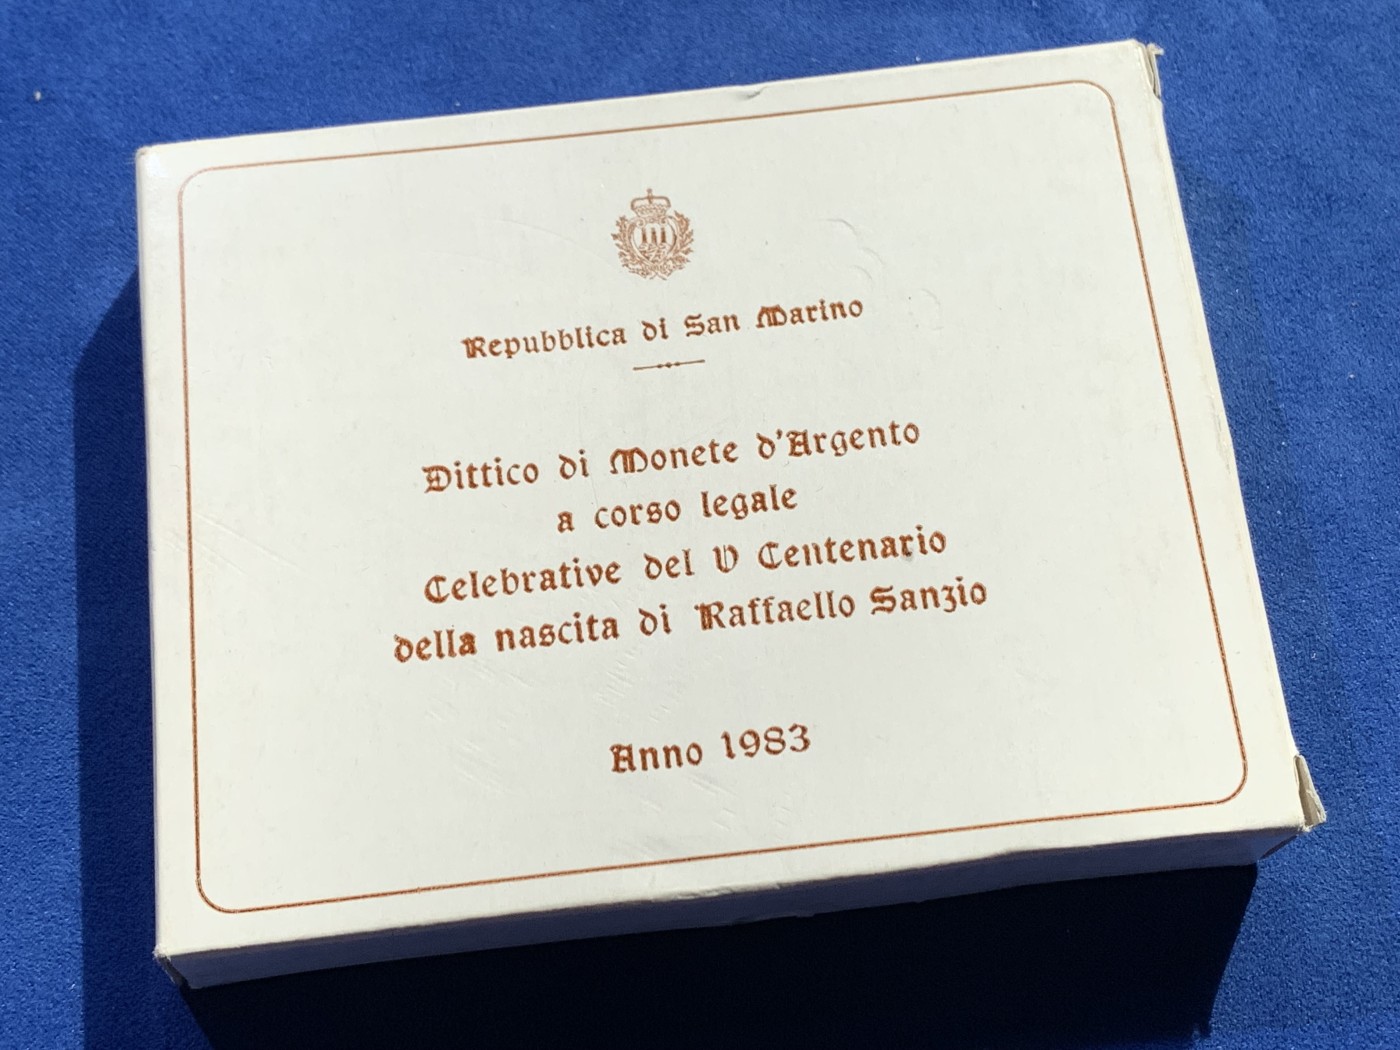 Repubblica di San Marino
Dittico di Monete d'Argento
a corso legale
Celebrative del V Centenario
della nascita di Raffaello Sanzio
Anno 1983